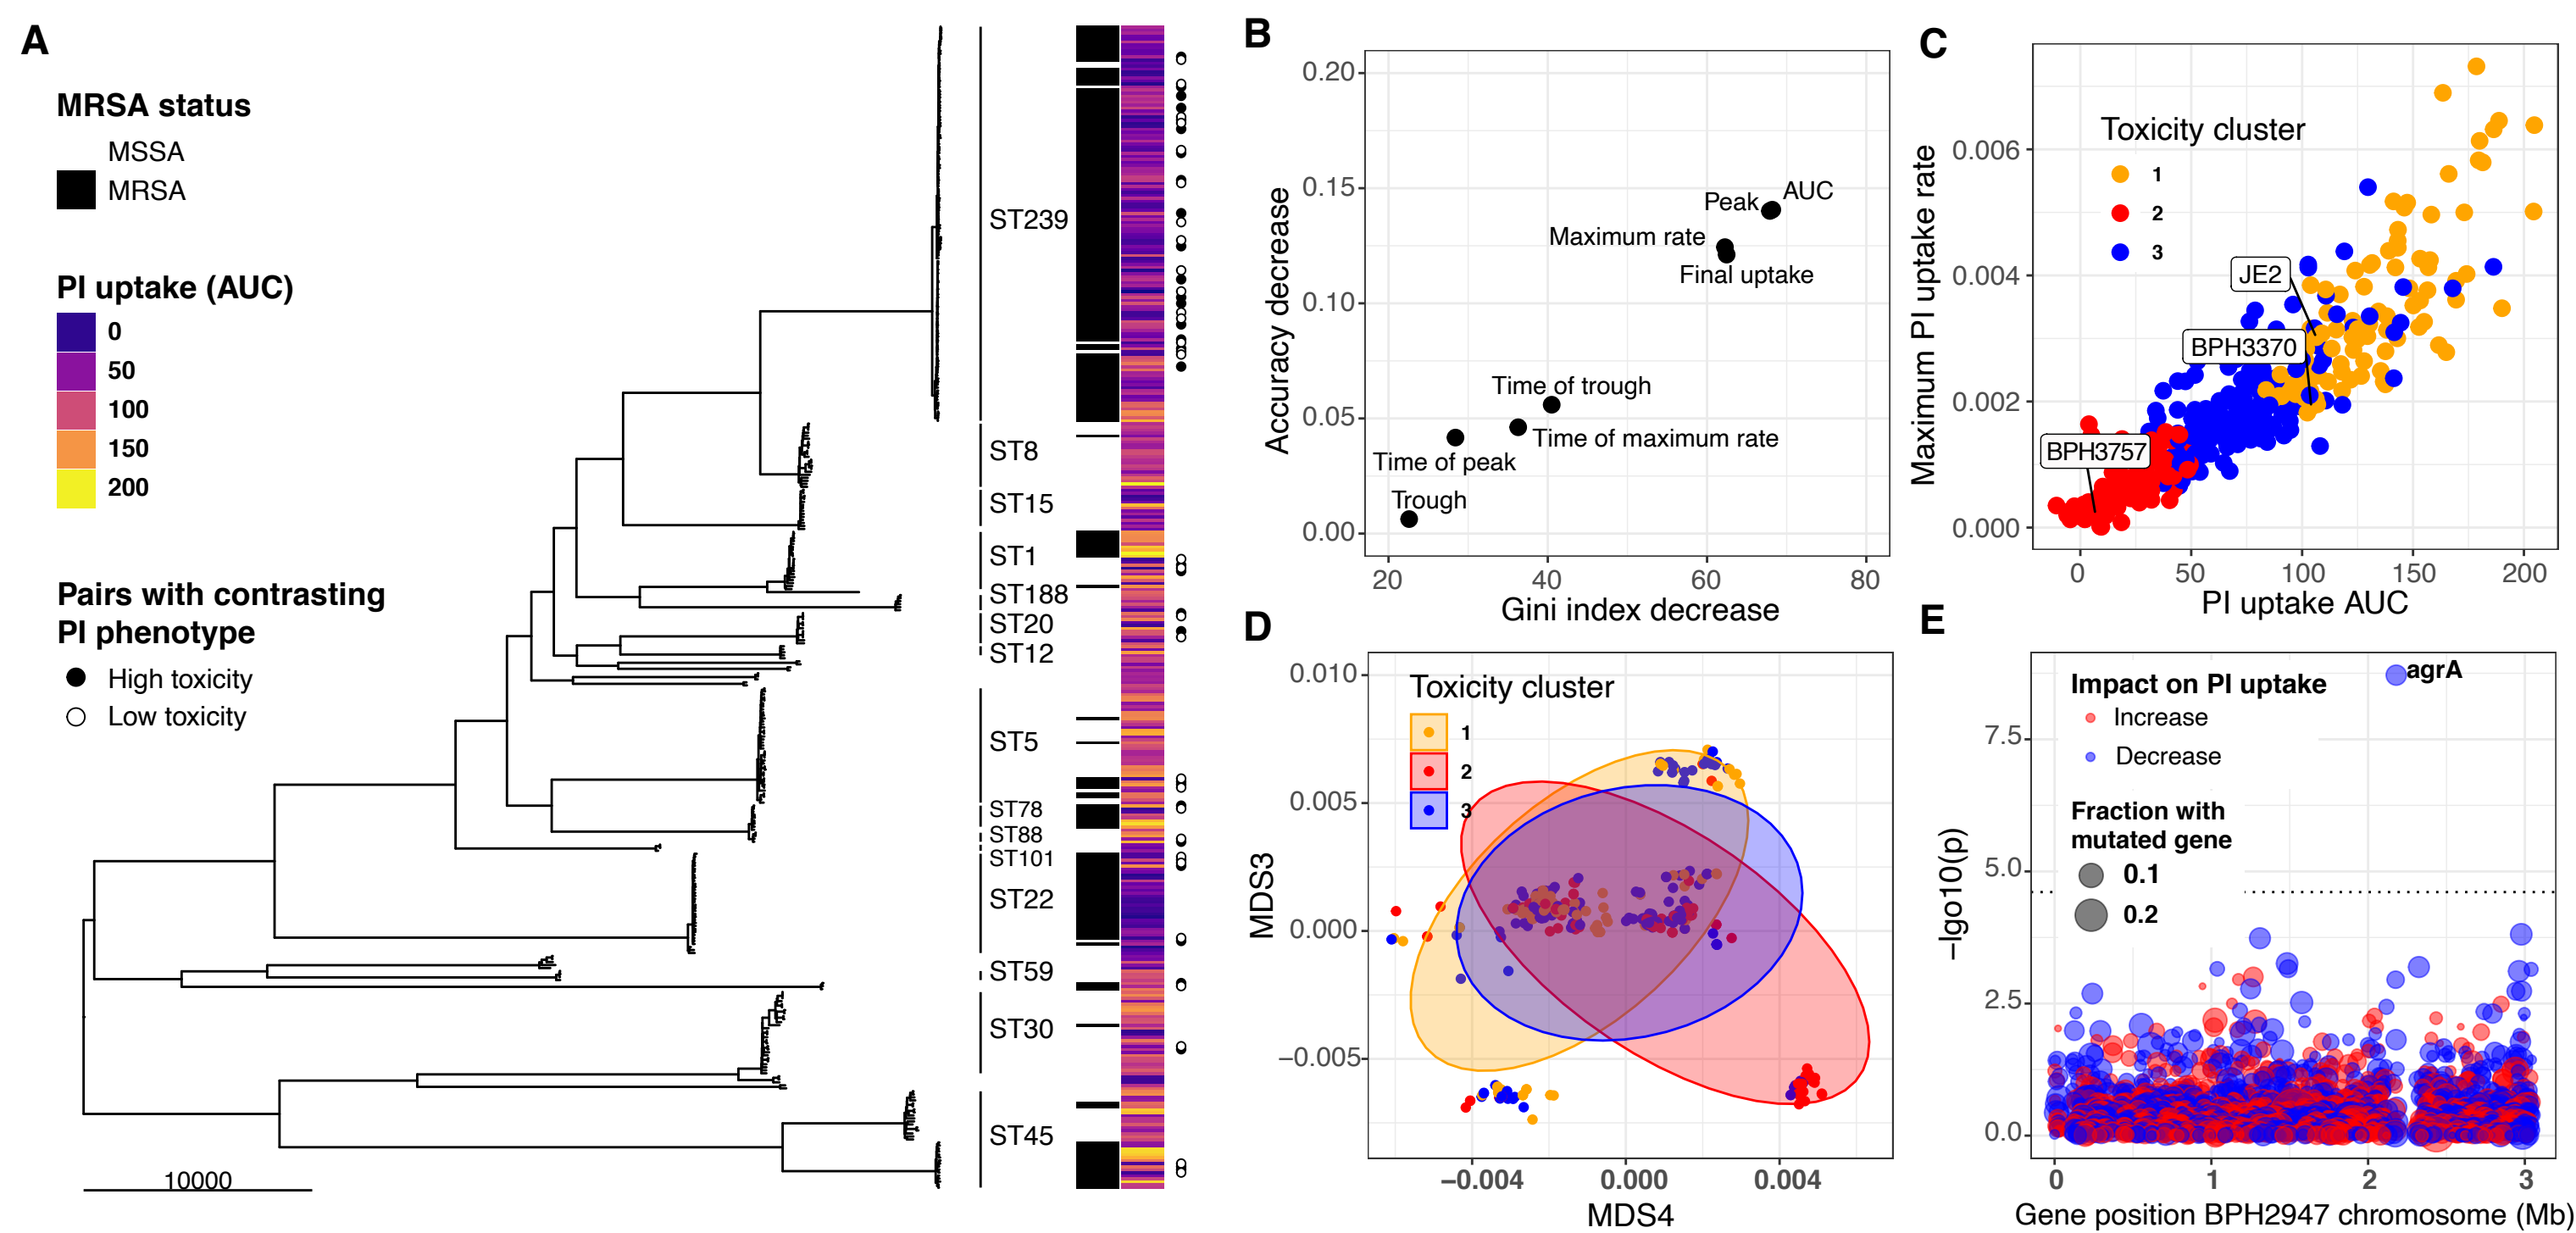 A
MRSA status
MSSA
MRSA
PI uptake (AUC)
0
50
100
150
200
Pairs with contrasting
PI phenotype
High toxicity
Low toxicity
10000
ST239
ST8
ST15
ST1
ST188
ST20
ST12
ST5
ST78
ST88
ST101
ST22
ST59
ST30
ST45
B
Accuracy decrease
0.20
0.15
0.10
0.05
0.00
Peak
AUC
Maximum rate
Final uptake
Time of trough
Time of maximum rate
Time of peak
Trough
20
40
60
80
Gini index decrease
C
Maximum PI uptake rate
0.006
0.004
0.002
0.000
Toxicity cluster
1
2
3
JE2
BPH3370
BPH3757
0
50
100
150
200
PI uptake AUC
D
MDS3
0.010
0.005
0.000
−0.005
Toxicity cluster
1
2
3
−0.004
0.000
0.004
MDS4
E
−lgo10(p)
7.5
5.0
2.5
0.0
agrA
Impact on PI uptake
Increase
Decrease
Fraction with
mutated gene
0.1
0.2
0
1
2
3
Gene position BPH2947 chromosome (Mb)